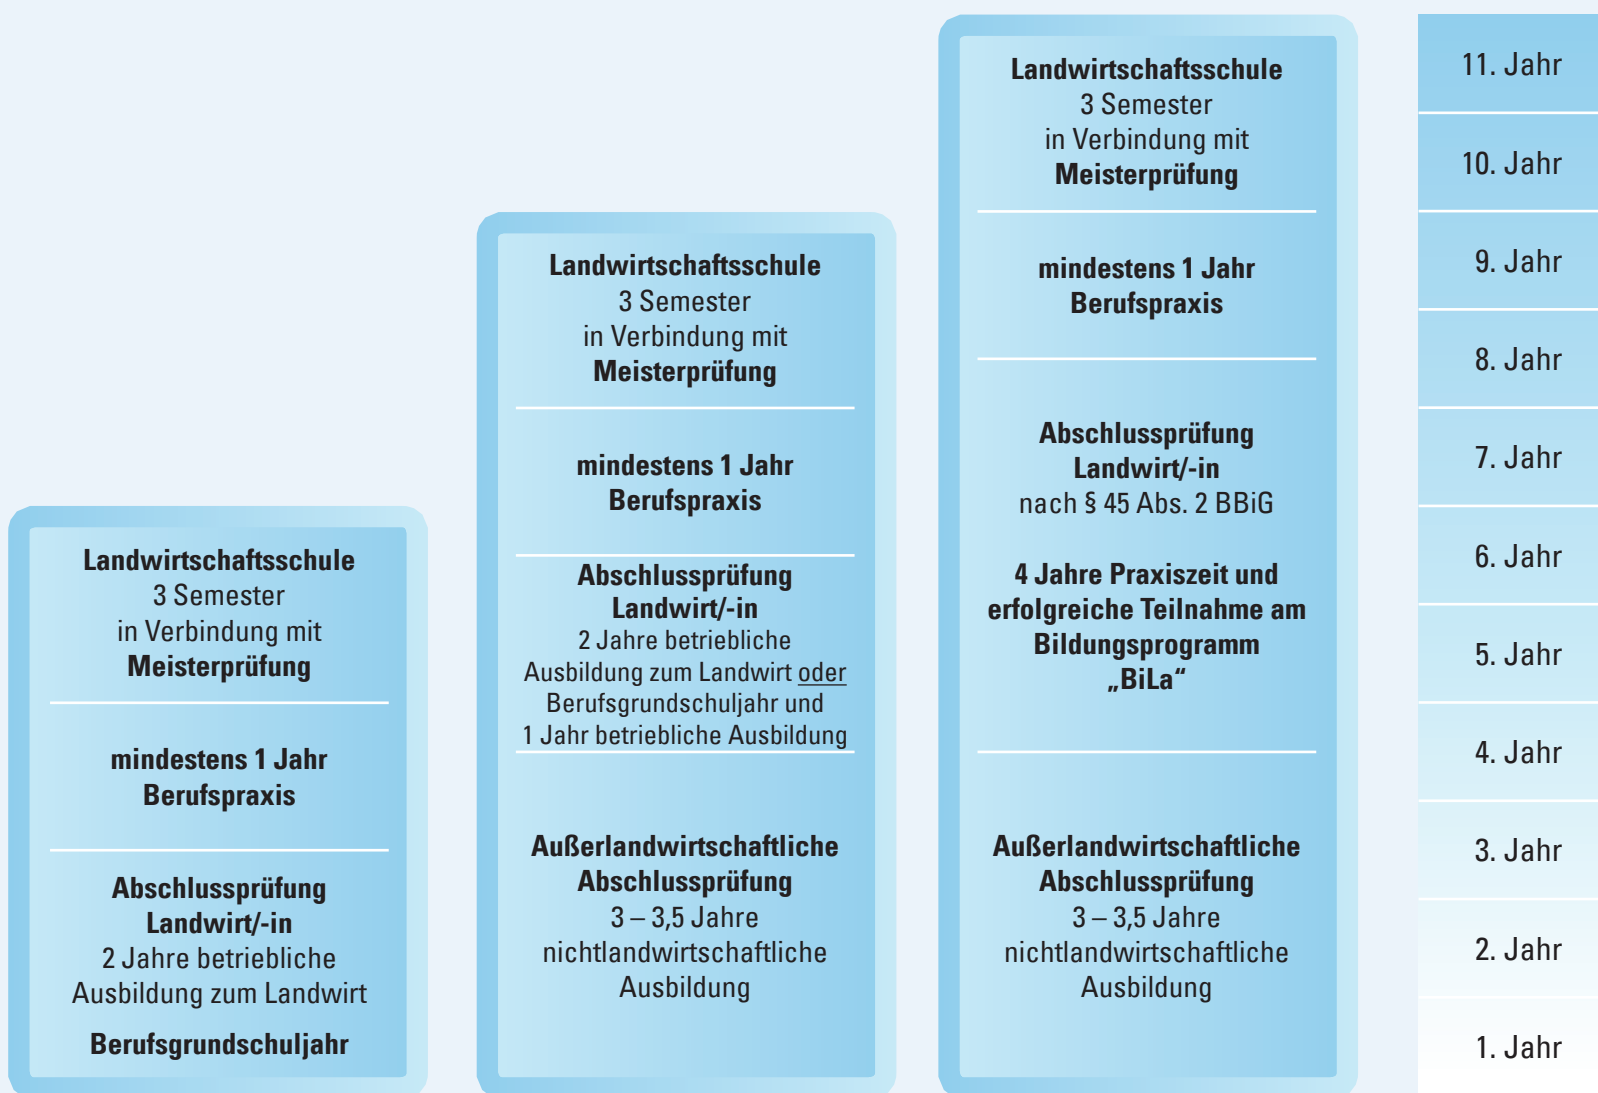 Landwirtschaftsschule
3 Semester
in Verbindung mit
Meisterprüfung
mindestens 1 Jahr
Berufspraxis
Abschlussprüfung
Landwirt/-in
2 Jahre betriebliche
Ausbildung zum Landwirt
Berufsgrundschuljahr
Landwirtschaftsschule
3 Semester
in Verbindung mit
Meisterprüfung
mindestens 1 Jahr
Berufspraxis
Abschlussprüfung
Landwirt/-in
2 Jahre betriebliche
Ausbildung zum Landwirt oder
Berufsgrundschuljahr und
1 Jahr betriebliche Ausbildung
Außerlandwirtschaftliche
Abschlussprüfung
3 – 3,5 Jahre
nichtlandwirtschaftliche
Ausbildung
Landwirtschaftsschule
3 Semester
in Verbindung mit
Meisterprüfung
mindestens 1 Jahr
Berufspraxis
Abschlussprüfung
Landwirt/-in
nach § 45 Abs. 2 BBiG
4 Jahre Praxiszeit und
erfolgreiche Teilnahme am
Bildungsprogramm
„BiLa“
Außerlandwirtschaftliche
Abschlussprüfung
3 – 3,5 Jahre
nichtlandwirtschaftliche
Ausbildung
11. Jahr
10. Jahr
9. Jahr
8. Jahr
7. Jahr
6. Jahr
5. Jahr
4. Jahr
3. Jahr
2. Jahr
1. Jahr